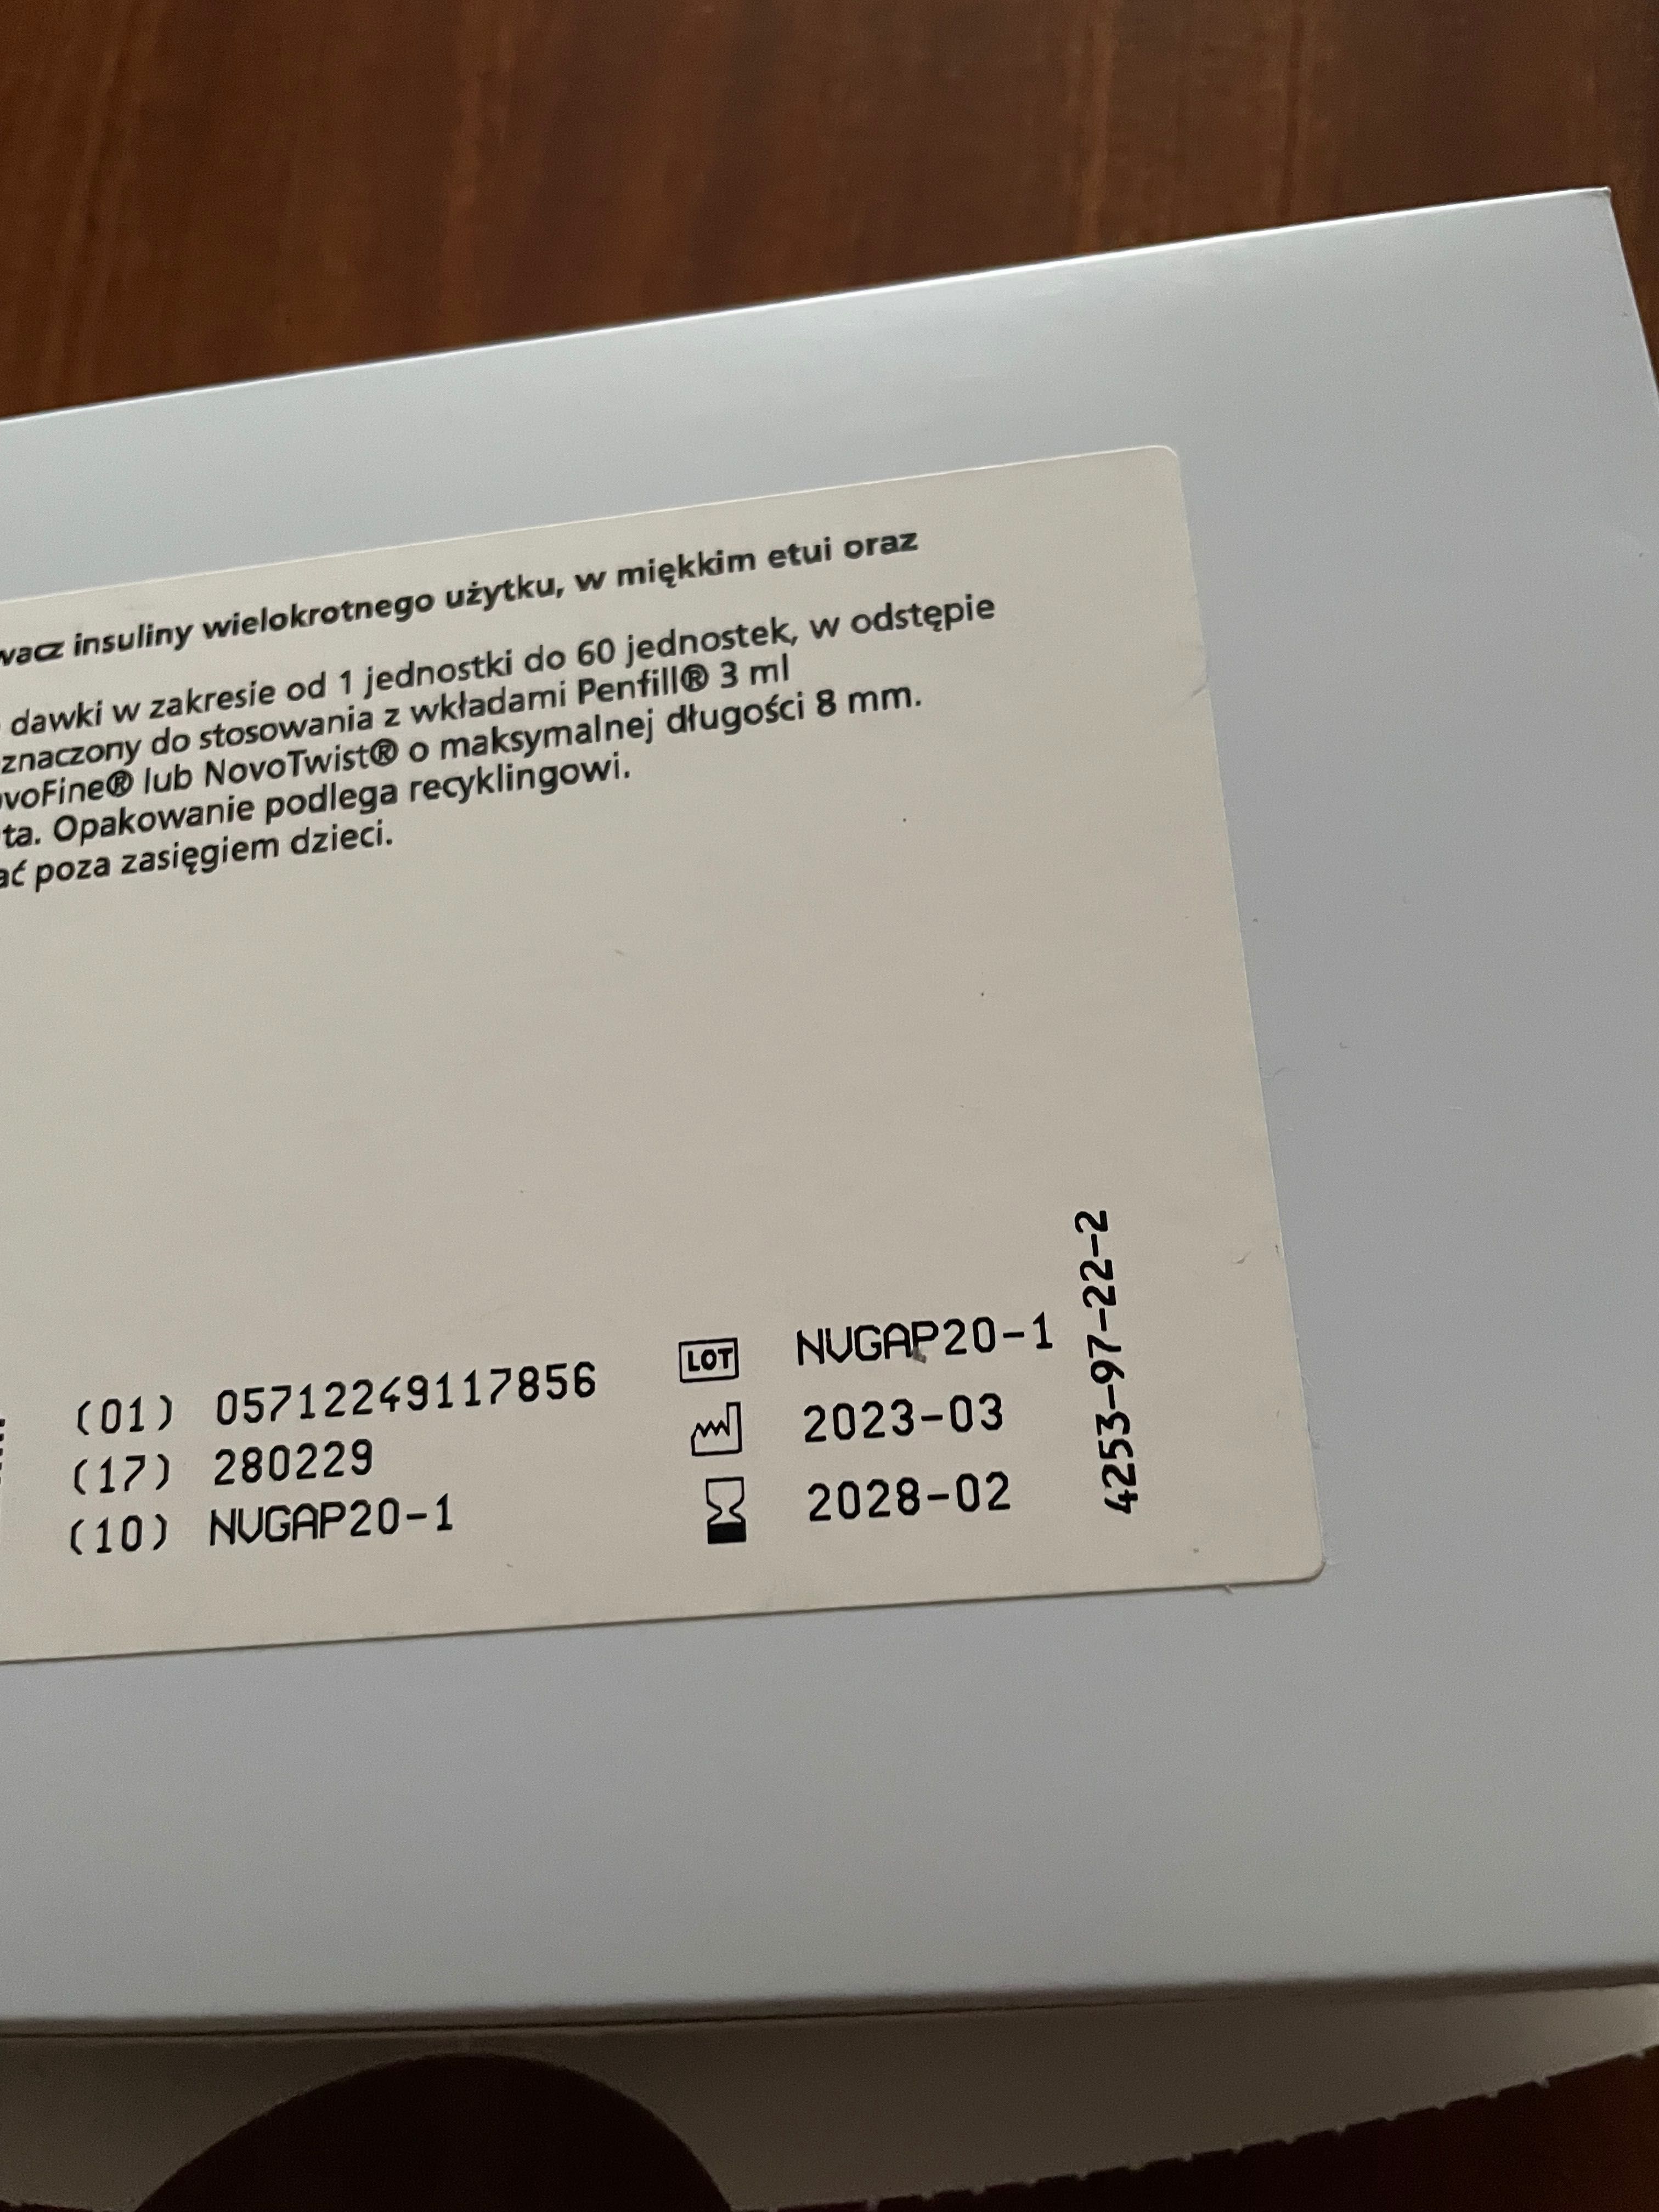 insuliny wielokrotnego użytku, w miękkim etui oraz
dawki w zakresie od 1 jednostki do 60 jednostek, w odstępie
znaczony do stosowania z wkładami Penfill® 3 ml
voFine® lub NovoTwist® o maksymalnej długości 8 mm.
ta. Opakowanie podlega recyklingowi.
ać poza zasięgiem dzieci.
(01) 05712249117856
(17) 280229
(10) NVGAP20-1
LOT NVGAP20-1
2023-03
2028-02
4253-97-22-2